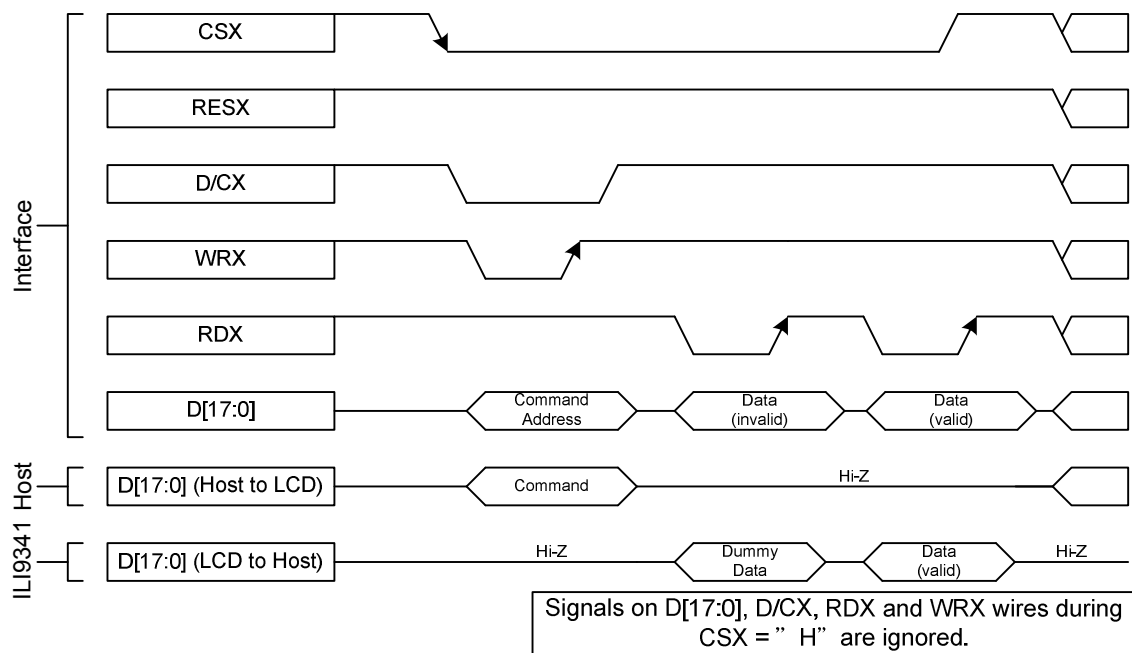 CSX
RESX
D/CX
WRX
RDX
D[17:0]
Command
Address
Data
(invalid)
Data
(valid)
D[17:0] (Host to LCD)
Command
Hi-Z
D[17:0] (LCD to Host)
Hi-Z
Dummy
Data
Data
(valid)
Hi-Z
Interface
Host
ILI9341
Signals on D[17:0], D/CX, RDX and WRX wires during
CSX = ” H” are ignored.